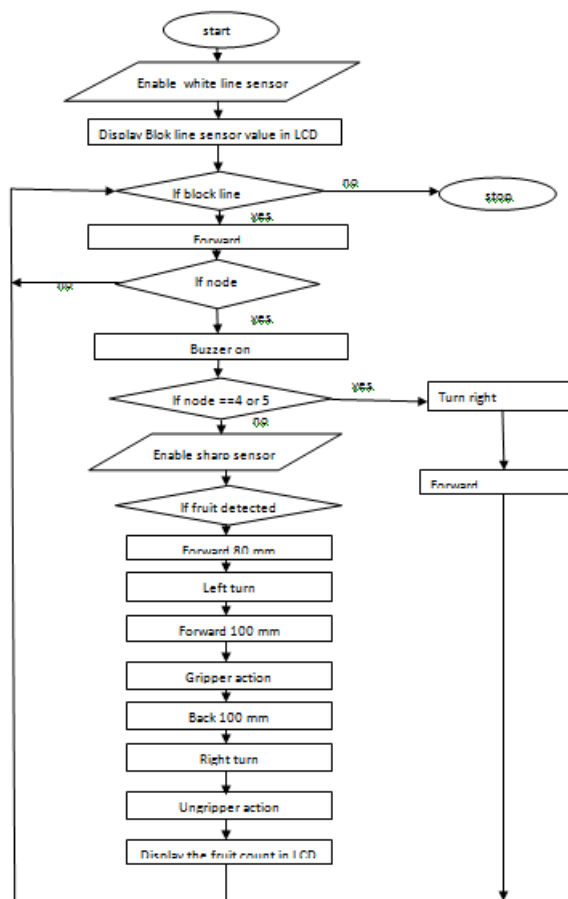 start
Enable white line sensor
Display Blok line sensor value in LCD
If block line
no
stop
yes
Forward
If node
no
yes
Buzzer on
If node ==4 or 5
yes
Turn right
no
Enable sharp sensor
Forward
If fruit detected
Forward 80 mm
Left turn
Forward 100 mm
Gripper action
Back 100 mm
Right turn
Ungripper action
Display the fruit count in LCD